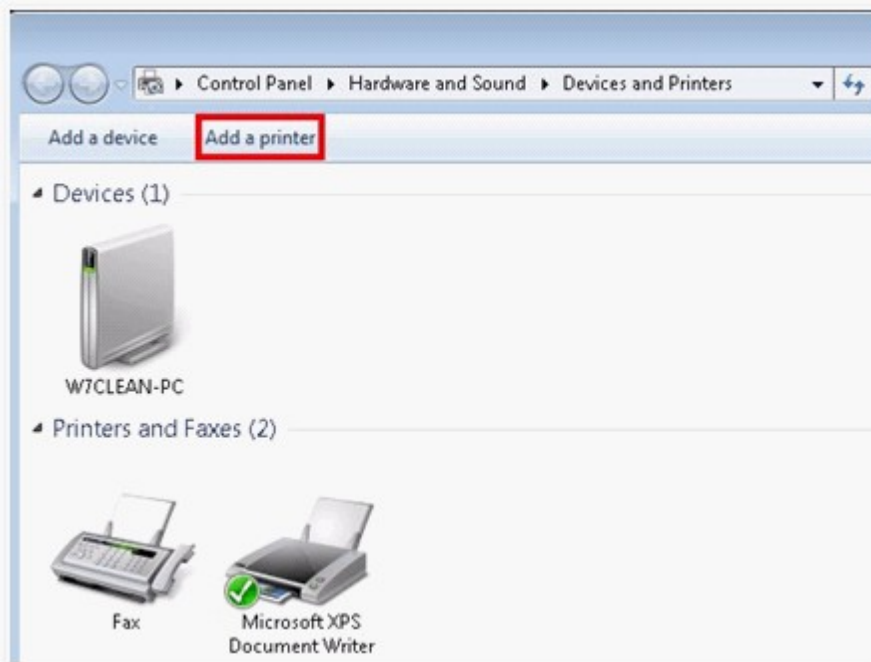 Control Panel ▸ Hardware and Sound ▸ Devices and Printers
Add a device Add a printer
Devices (1)
W7CLEAN-PC
Printers and Faxes (2)
Fax
Microsoft XPS
Document Writer